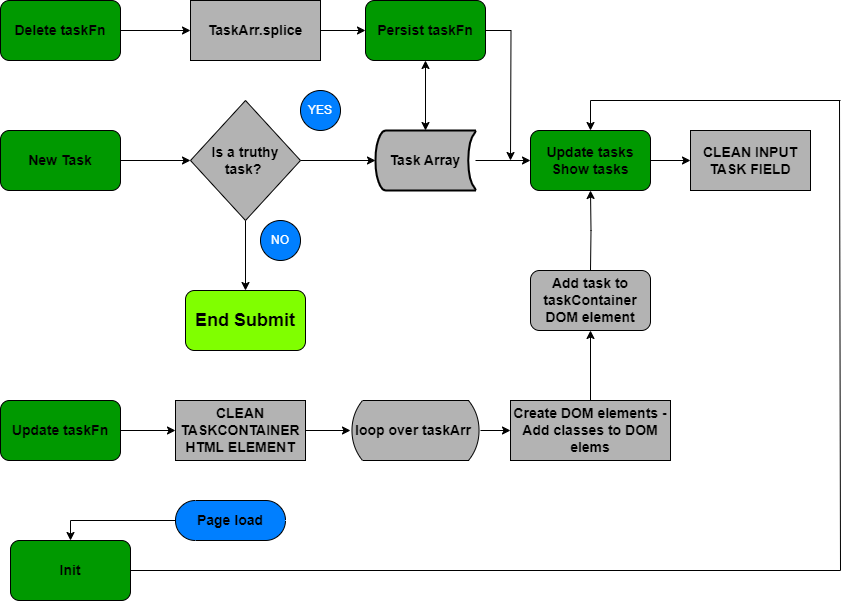 Delete taskFn
TaskArr.splice
Persist taskFn
YES
New Task
Is a truthy
task?
Task Array
Update tasks
Show tasks
CLEAN INPUT
TASK FIELD
NO
End Submit
Add task to
taskContainer
DOM element
Update taskFn
CLEAN
TASKCONTAINER
HTML ELEMENT
loop over taskArr
Create DOM elements -
Add classes to DOM
elems
Page load
Init